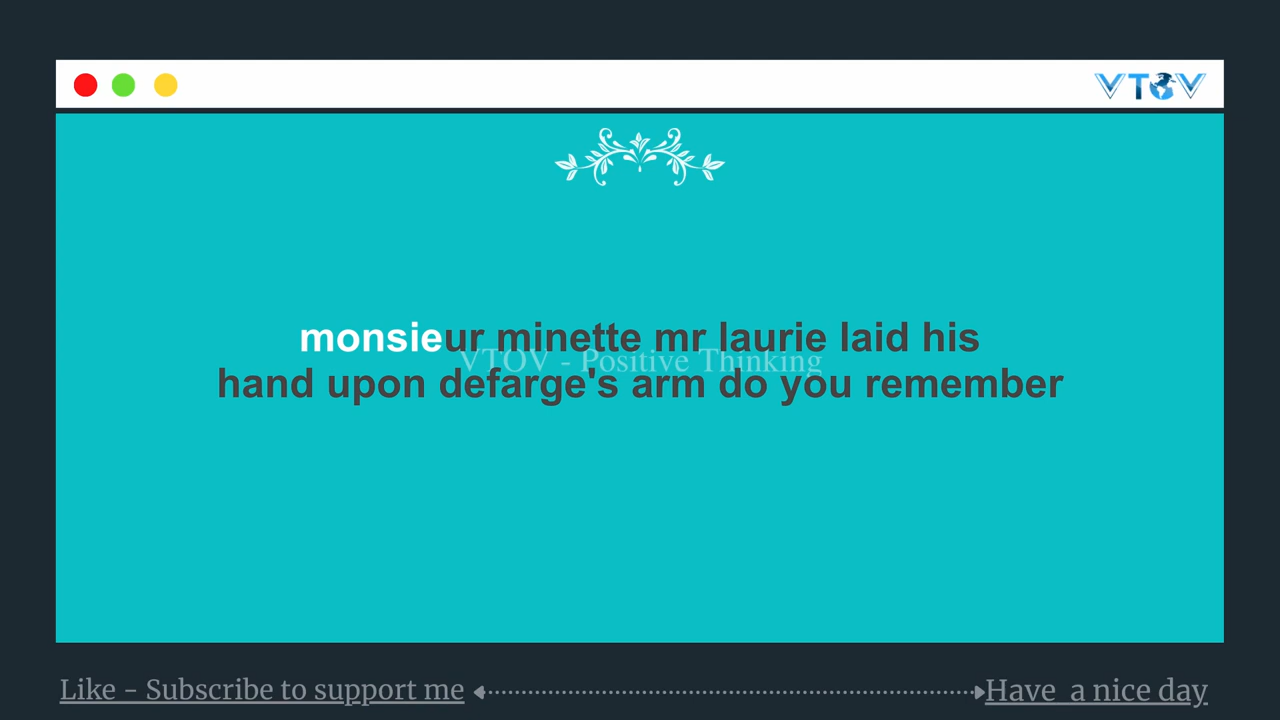 VTOV
monsieur minette mr laurie laid his
VTOV - Positive Thinking
hand upon defarge's arm do you remember
Like - Subscribe to support me
Have a nice day